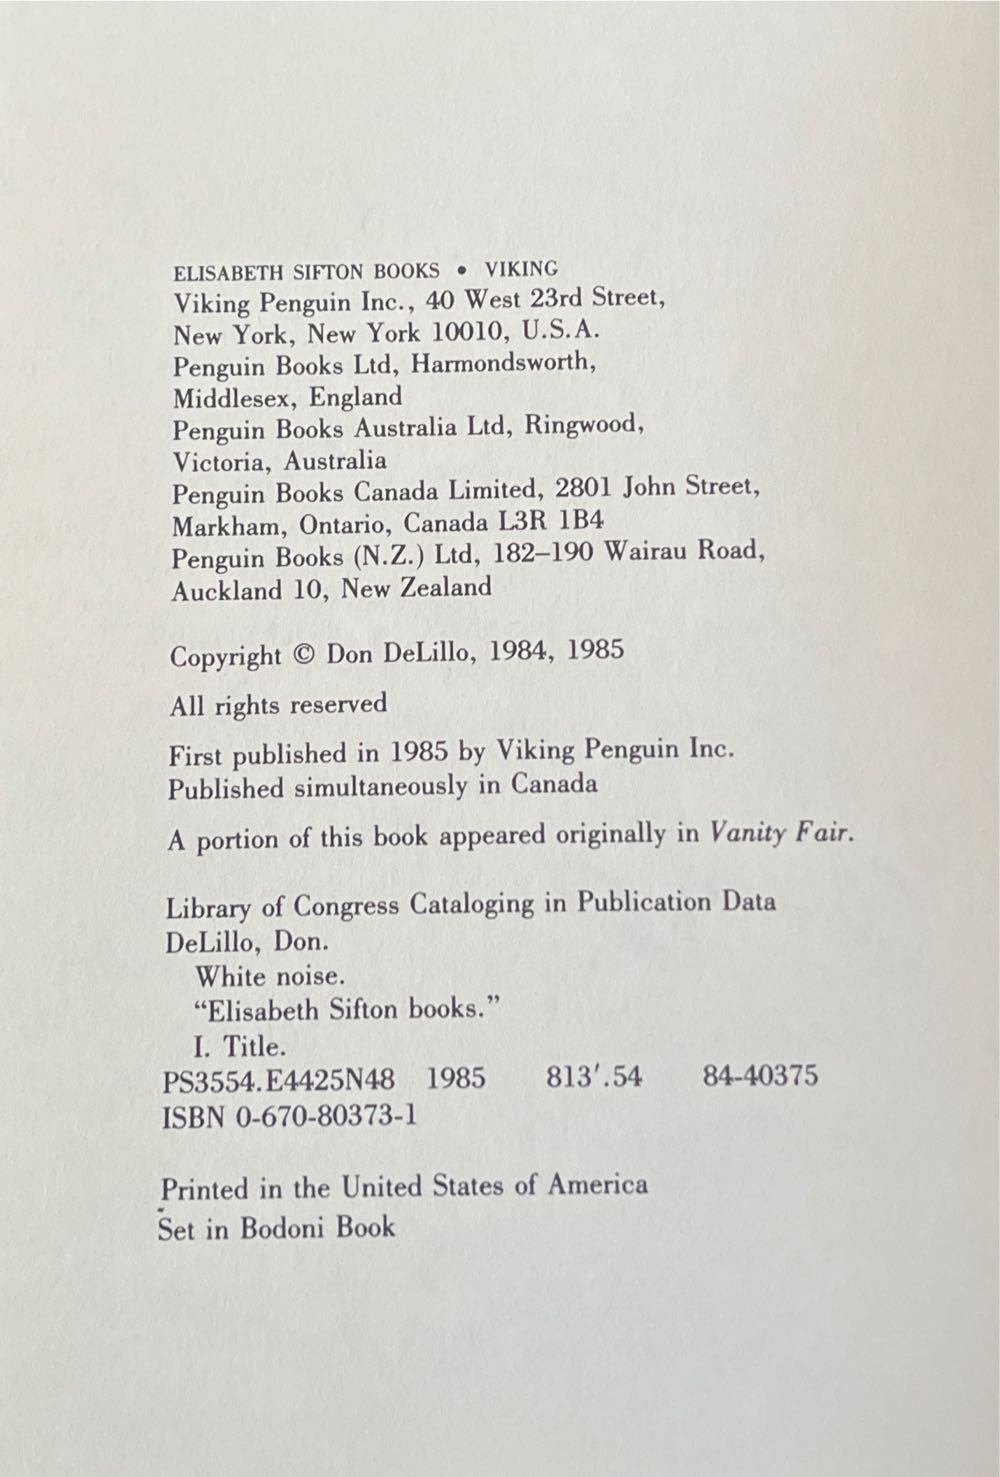 ELISABETH SIFTON BOOKS • VIKING
Viking Penguin Inc., 40 West 23rd Street,
New York, New York 10010, U.S.A.
Penguin Books Ltd, Harmondsworth,
Middlesex, England
Penguin Books Australia Ltd, Ringwood,
Victoria, Australia
Penguin Books Canada Limited, 2801 John Street,
Markham, Ontario, Canada L3R 1B4
Penguin Books (N.Z.) Ltd, 182–190 Wairau Road,
Auckland 10, New Zealand
Copyright © Don DeLillo, 1984, 1985
All rights reserved
First published in 1985 by Viking Penguin Inc.
Published simultaneously in Canada
A portion of this book appeared originally in Vanity Fair.
Library of Congress Cataloging in Publication Data
DeLillo, Don.
White noise.
“Elisabeth Sifton books.”
I. Title.
PS3554.E4425N48 1985 813′.54 84-40375
ISBN 0-670-80373-1
Printed in the United States of America
Set in Bodoni Book